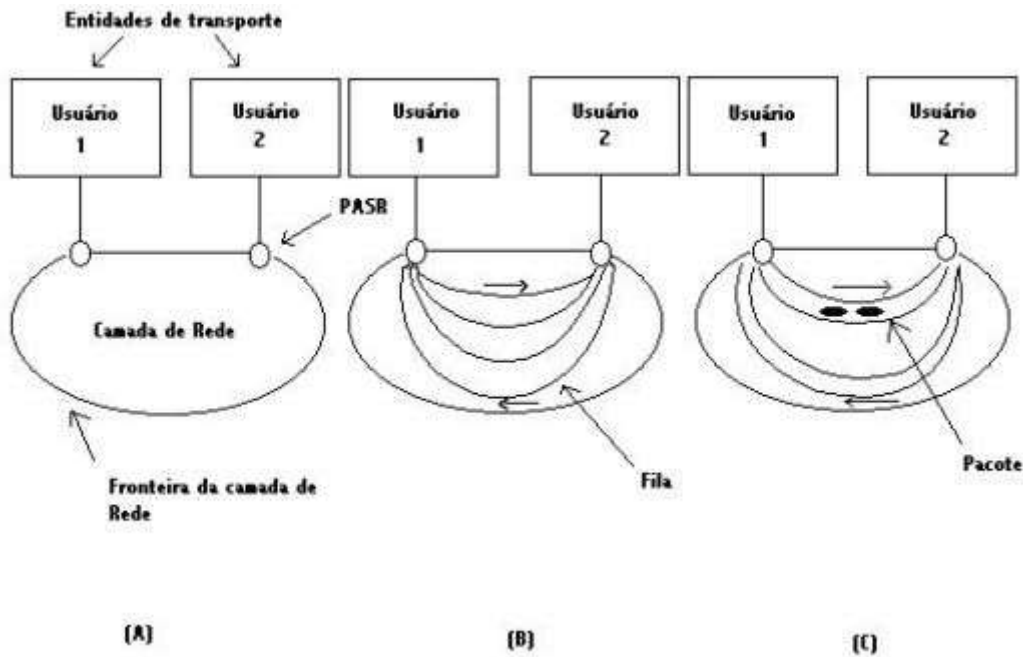 Entidades de transporte
Usuário
1
Usuário
2
Usuário
1
Usuário
2
Usuário
1
Usuário
2
PASR
Camada de Rede
Fila
Pacote
Fronteira da camada de
Rede
(A)
(B)
(C)